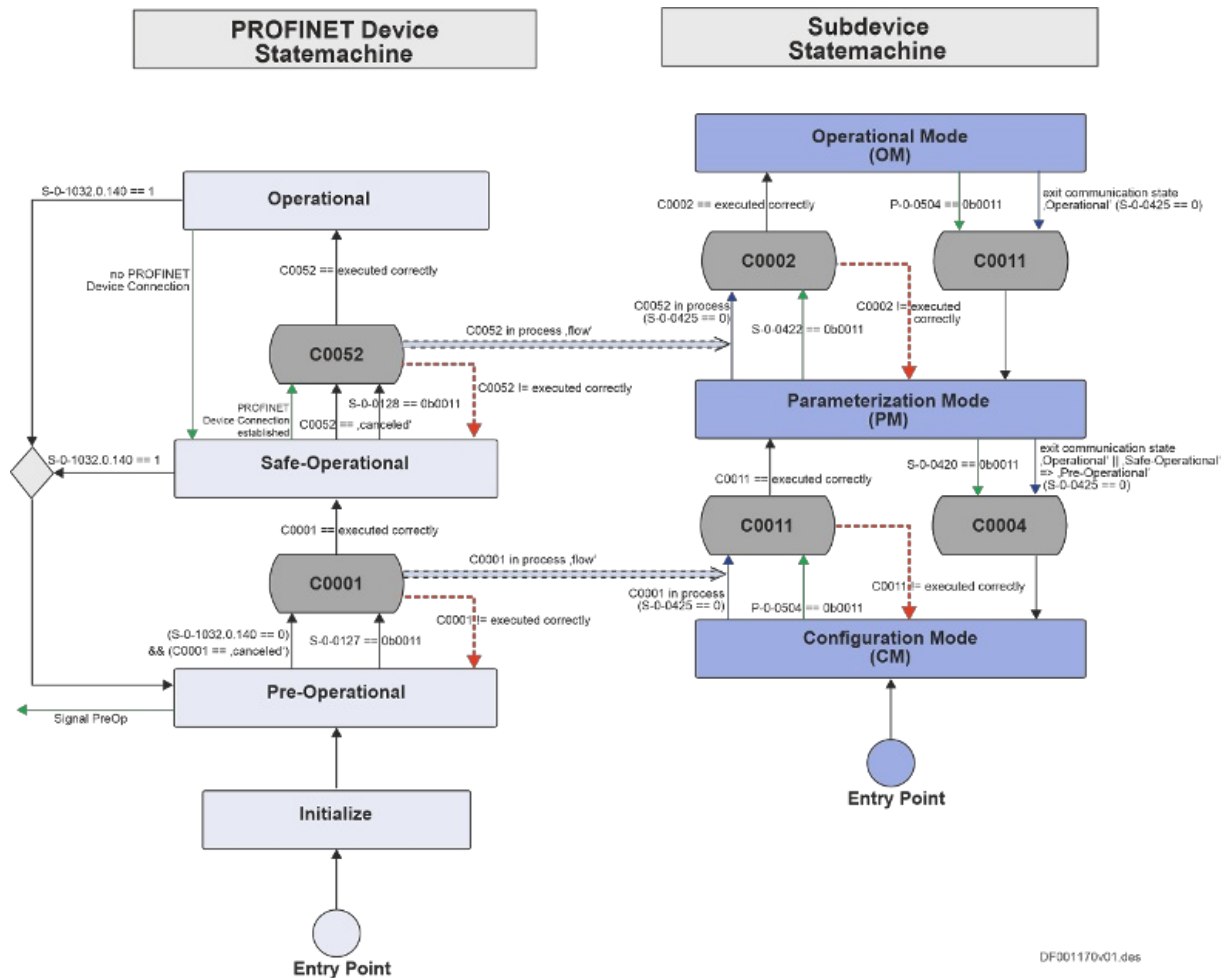 PROFINET Device
Statemachine
Subdevice
Statemachine
Operational Mode
(OM)
S-0-1032.0.140 == 1
Operational
C0002 == executed correctly
P-0-0504 == 0b0011
exit communication state
‚Operational' (S-0-0425 == 0)
no PROFINET
Device Connection
C0052 == executed correctly
C0002
C0011
C0052 in process
(S-0-0425 == 0)
S-0-0422 == 0b0011
C0002 != executed
correctly
C0052 in process ‚flow'
C0052
C0052 != executed correctly
PROFINET
Device Connection
established
C0052 == ‚canceled'
S-0-0128 == 0b0011
Parameterization Mode
(PM)
S-0-1032.0.140 == 1
Safe-Operational
S-0-0420 == 0b0011
exit communication state
‚Operational' || ‚Safe-Operational'
=> ‚Pre-Operational'
(S-0-0425 == 0)
C0011 == executed correctly
C0001 == executed correctly
C0011
C0004
C0001 in process ‚flow'
C0001
C0001 in process
(S-0-0425 == 0)
P-0-0504 == 0b0011
C0011 != executed correctly
C0001 != executed correctly
(S-0-1032.0.140 == 0)
&& (C0001 == ‚canceled')
S-0-0127 == 0b0011
Configuration Mode
(CM)
Pre-Operational
Signal PreOp
Entry Point
Initialize
Entry Point
DF001170v01.des